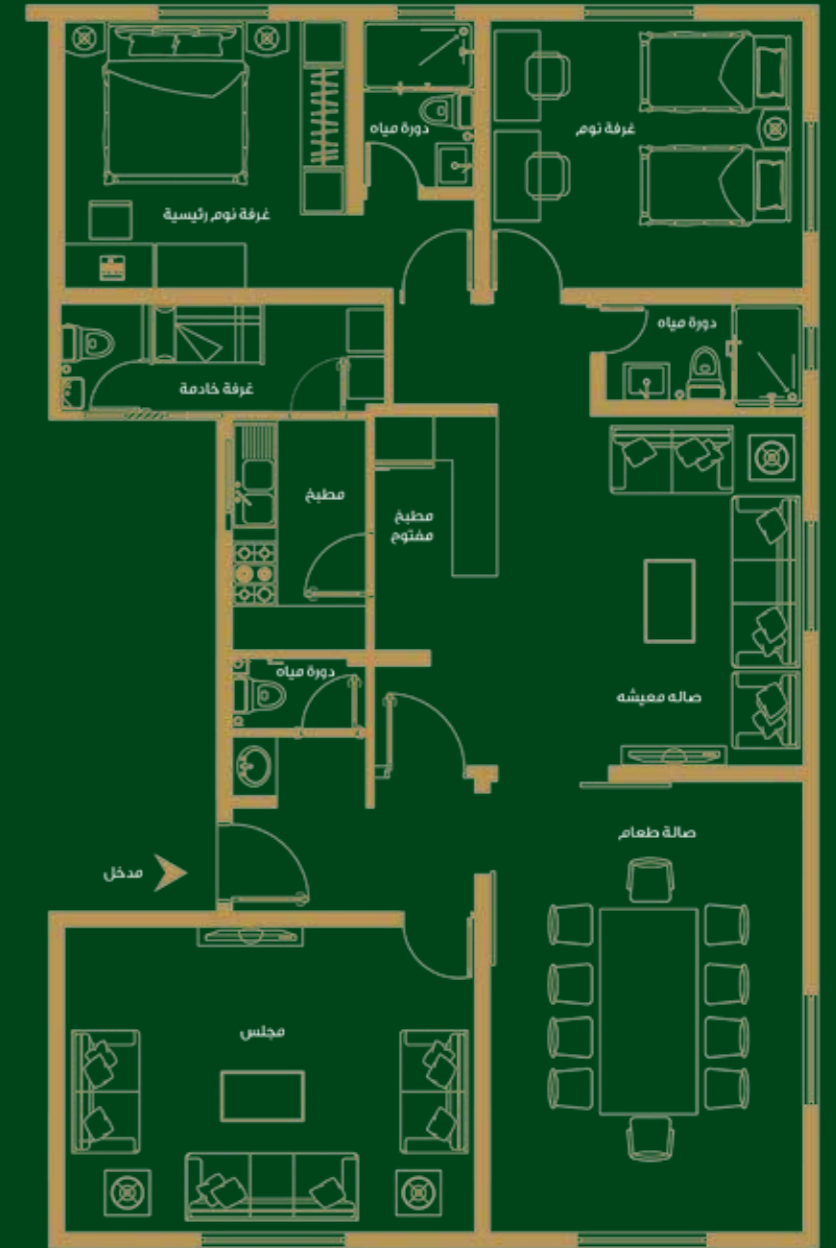 دورة مياه
غرفة نوم
غرفة نوم رئيسية
دورة مياه
غرفة خادمة
مطبخ
مطبخ
مفتوح
دورة مياه
صاله معيشه
صالة طعام
مدخل
مجلس